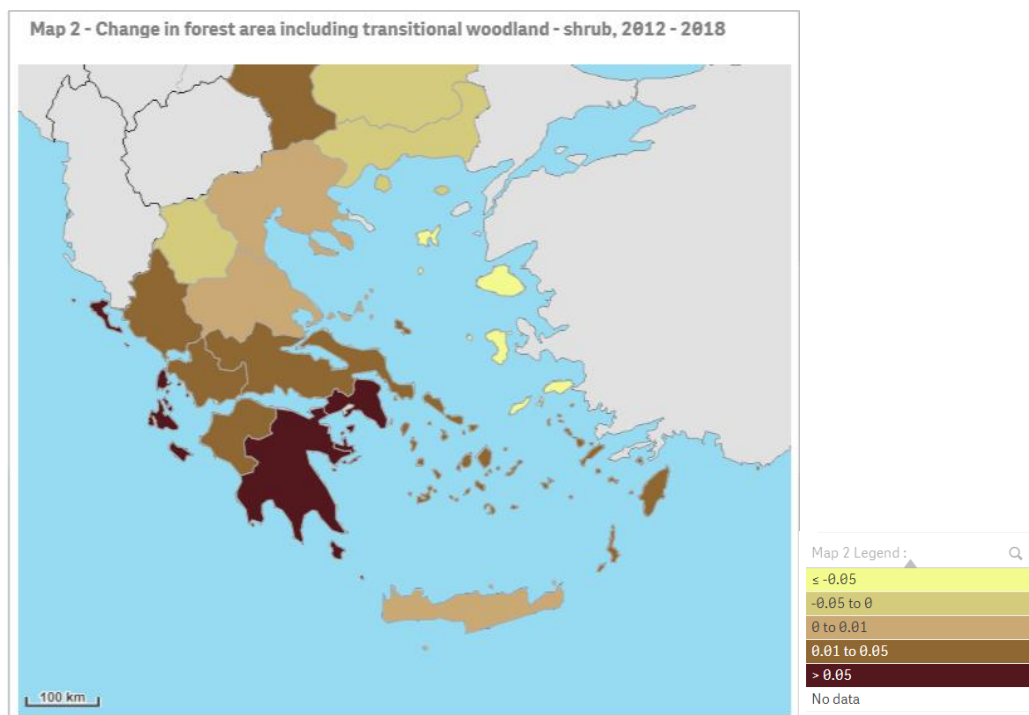 Map 2 - Change in forest area including transitional woodland - shrub, 2012 - 2018
100 km
Map 2 Legend :
≤ -0.05
-0.05 to 0
0 to 0.01
0.01 to 0.05
> 0.05
No data